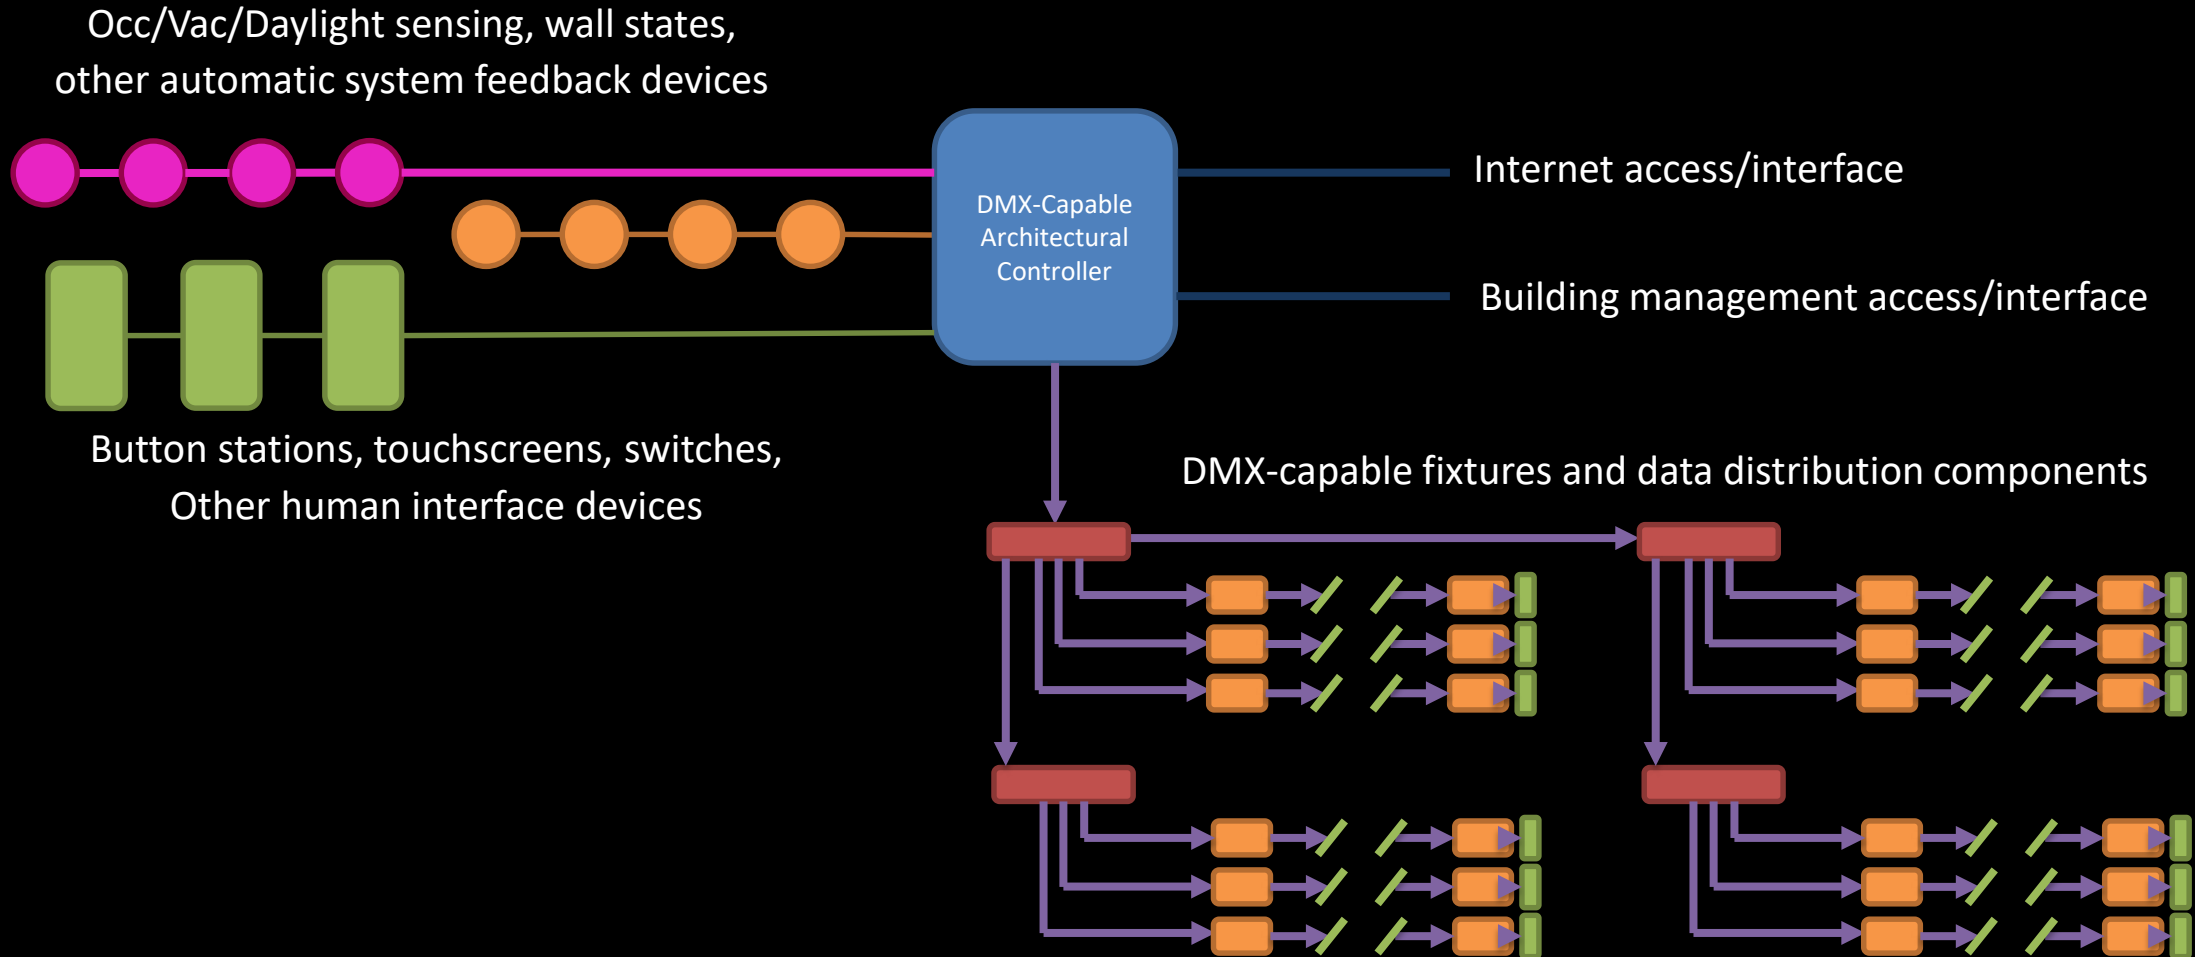 Occ/Vac/Daylight sensing, wall states,
other automatic system feedback devices
DMX-Capable
Architectural
Controller
Internet access/interface
Building management access/interface
Button stations, touchscreens, switches,
Other human interface devices
DMX-capable fixtures and data distribution components